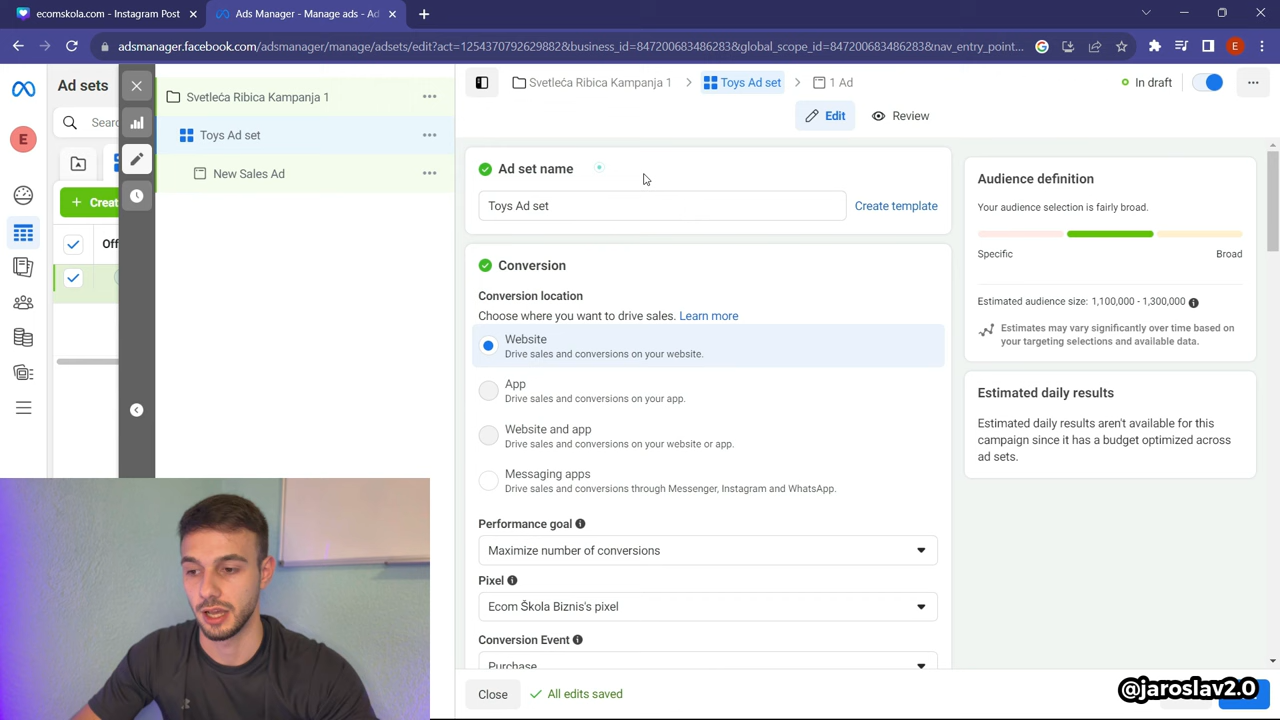 ecomskola.com - Instagram Post
Meta Ads Manager - Manage ads - Ad
adsmanager.facebook.com/adsmanager/manage/adsets/edit?act=1254370792629882&business_id=847200683486283&global_scope_id=847200683486283&nav_entry_point...
E
Ad sets
Svetleća Ribica Kampanja 1
Svetleća Ribica Kampanja 1
Toys Ad set
1 Ad
In draft
E
Searc
Toys Ad set
Edit
Review
New Sales Ad
+ Creat
Off
Ad set name
Toys Ad set
Create template
Conversion
Conversion location
Choose where you want to drive sales. Learn more
Website
Drive sales and conversions on your website.
App
Drive sales and conversions on your app.
Website and app
Drive sales and conversions on your website or app.
Messaging apps
Drive sales and conversions through Messenger, Instagram and WhatsApp.
Performance goal
Maximize number of conversions
Pixel
Ecom Škola Biznis's pixel
Conversion Event
Purchase
Audience definition
Your audience selection is fairly broad.
Specific
Broad
Estimated audience size: 1,100,000 - 1,300,000
Estimates may vary significantly over time based on
your targeting selections and available data.
Estimated daily results
Estimated daily results aren't available for this
campaign since it has a budget optimized across
ad sets.
Close
All edits saved
@jaroslav2.0